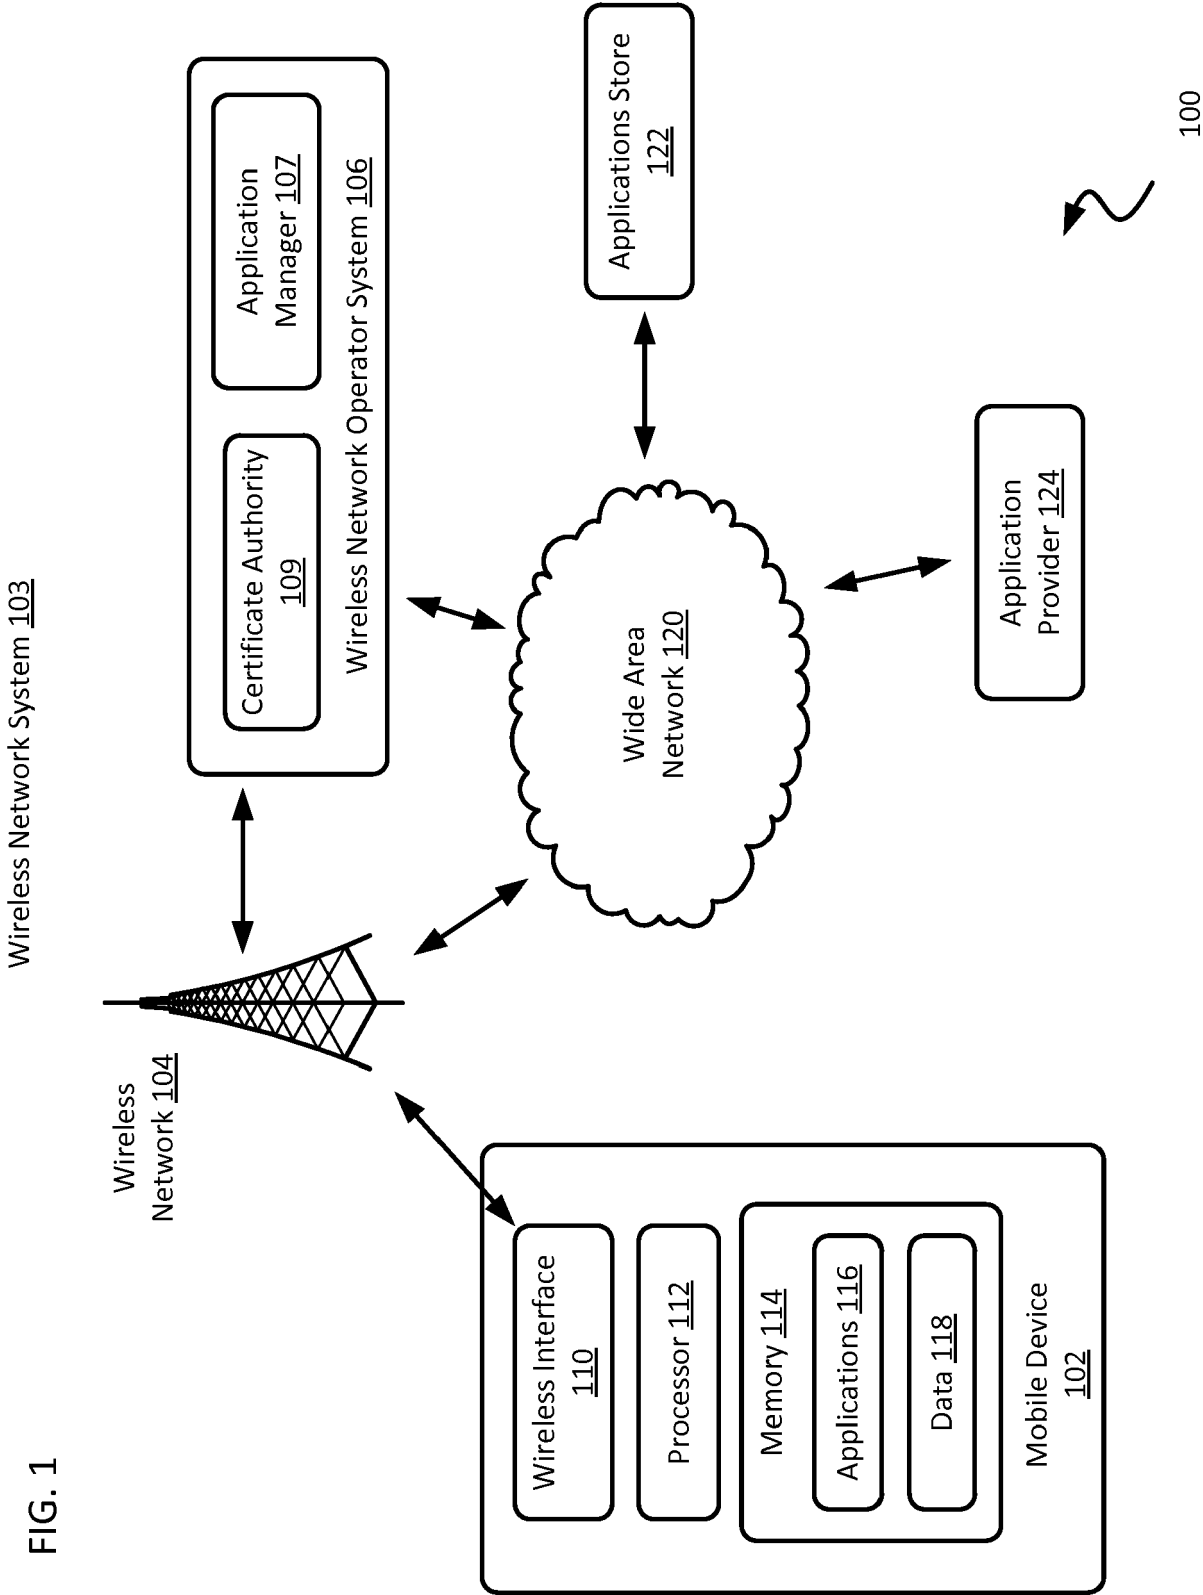 FIG. 1
Wireless Network System 103
Wireless
Network 104
Certificate Authority
109
Application
Manager 107
Wireless Network Operator System 106
Wireless Interface
110
Processor 112
Memory 114
Applications 116
Data 118
Mobile Device
102
Wide Area
Network 120
Applications Store
122
Application
Provider 124
100